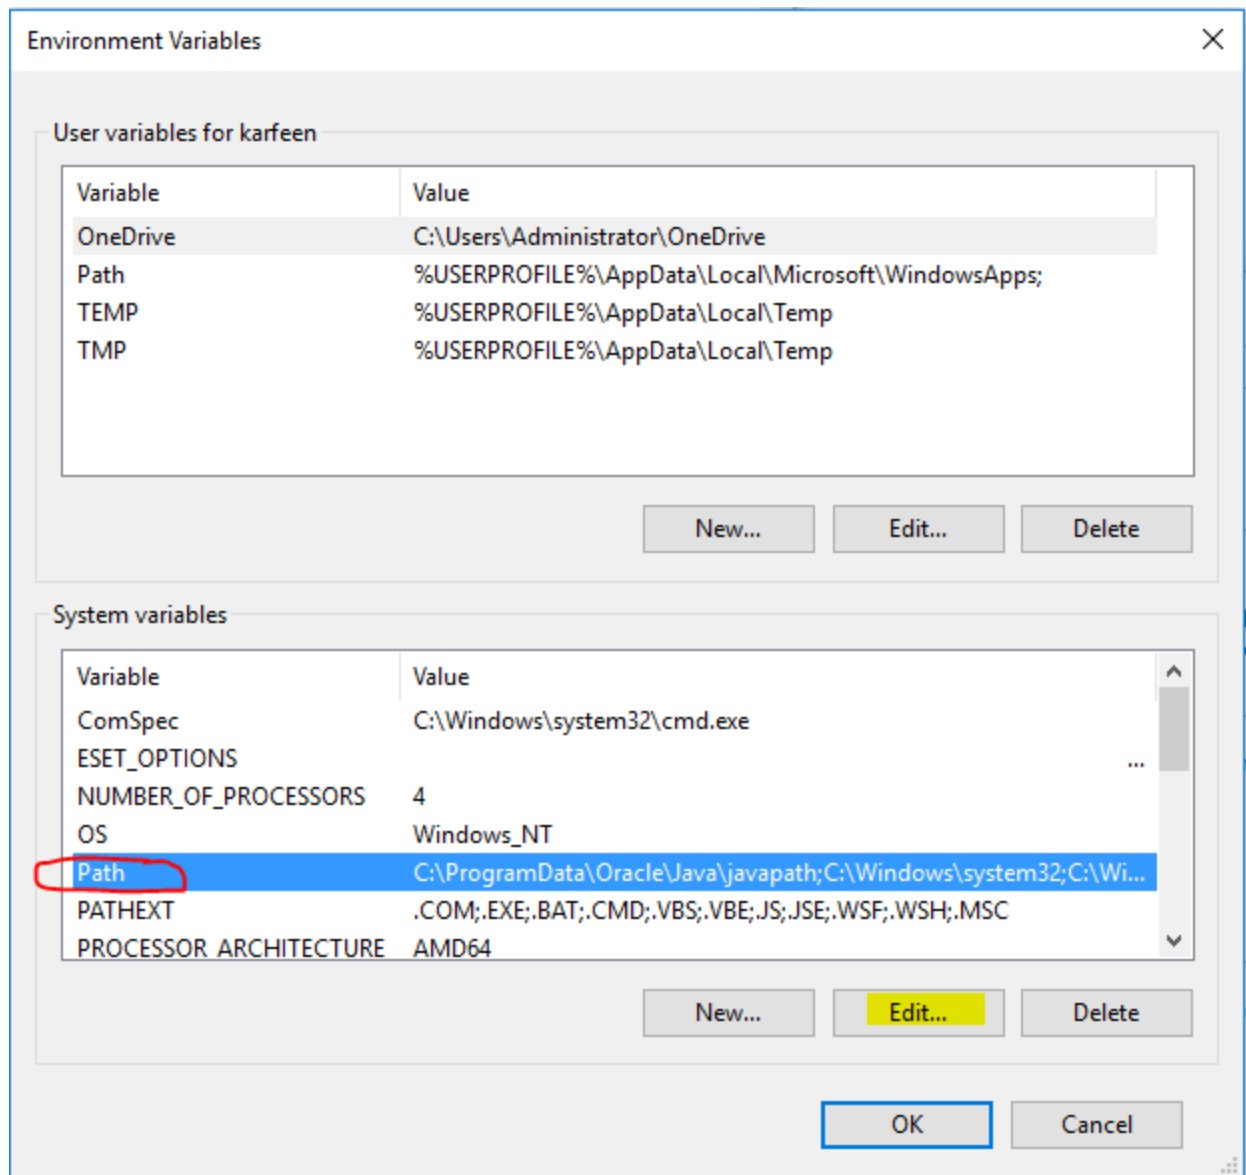 Environment Variables
User variables for karfeen
Variable Value
OneDrive C:\Users\Administrator\OneDrive
Path %USERPROFILE%\AppData\Local\Microsoft\WindowsApps;
TEMP %USERPROFILE%\AppData\Local\Temp
TMP %USERPROFILE%\AppData\Local\Temp
New... Edit... Delete
System variables
Variable Value
ComSpec C:\Windows\system32\cmd.exe
ESET_OPTIONS ...
NUMBER_OF_PROCESSORS 4
OS Windows_NT
Path C:\ProgramData\Oracle\Java\javapath;C:\Windows\system32;C:\Wi...
PATHEXT .COM;.EXE;.BAT;.CMD;.VBS;.VBE;.JS;.JSE;.WSF;.WSH;.MSC
PROCESSOR_ARCHITECTURE AMD64
New... Edit... Delete
OK Cancel